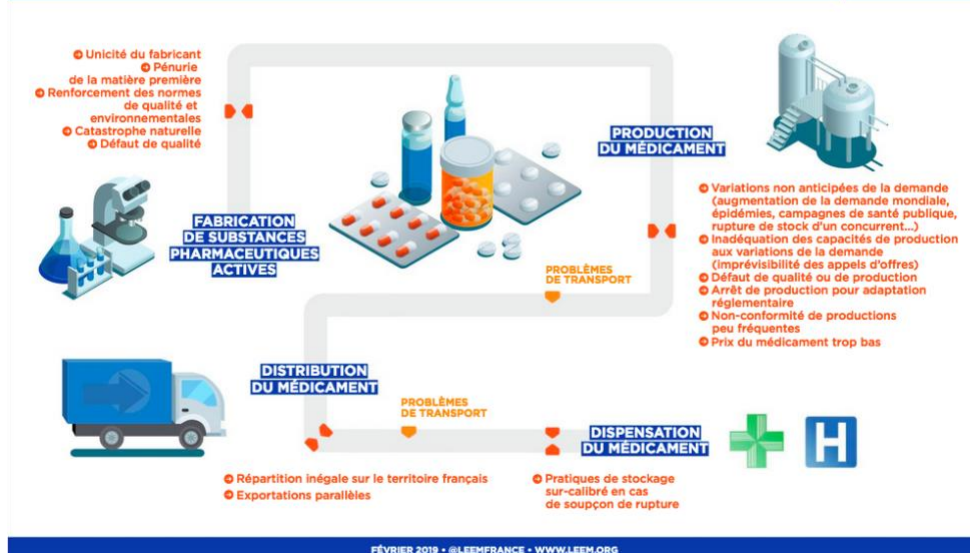 Unicité du fabricant
Pénurie
de la matière première
Renforcement des normes
de qualité et
environnementales
Catastrophe naturelle
Défaut de qualité
FABRICATION
DE SUBSTANCES
PHARMACEUTIQUES
ACTIVES
PRODUCTION
DU MÉDICAMENT
Variations non anticipées de la demande
(augmentation de la demande mondiale,
épidémies, campagnes de santé publique,
rupture de stock d'un concurrent...)
Inadéquation des capacités de production
aux variations de la demande
(imprévisibilité des appels d'offres)
Défaut de qualité ou de production
Arrêt de production pour adaptation
réglementaire
Non-conformité de productions
peu fréquentes
Prix du médicament trop bas
PROBLÈMES
DE TRANSPORT
DISTRIBUTION
DU MÉDICAMENT
PROBLÈMES
DE TRANSPORT
DISPENSATION
DU MÉDICAMENT
H
Répartition inégale sur le territoire français
Exportations parallèles
Pratiques de stockage
sur-calibré en cas
de soupçon de rupture
FÉVRIER 2019 • @LEEMFRANCE • WWW.LEEM.ORG